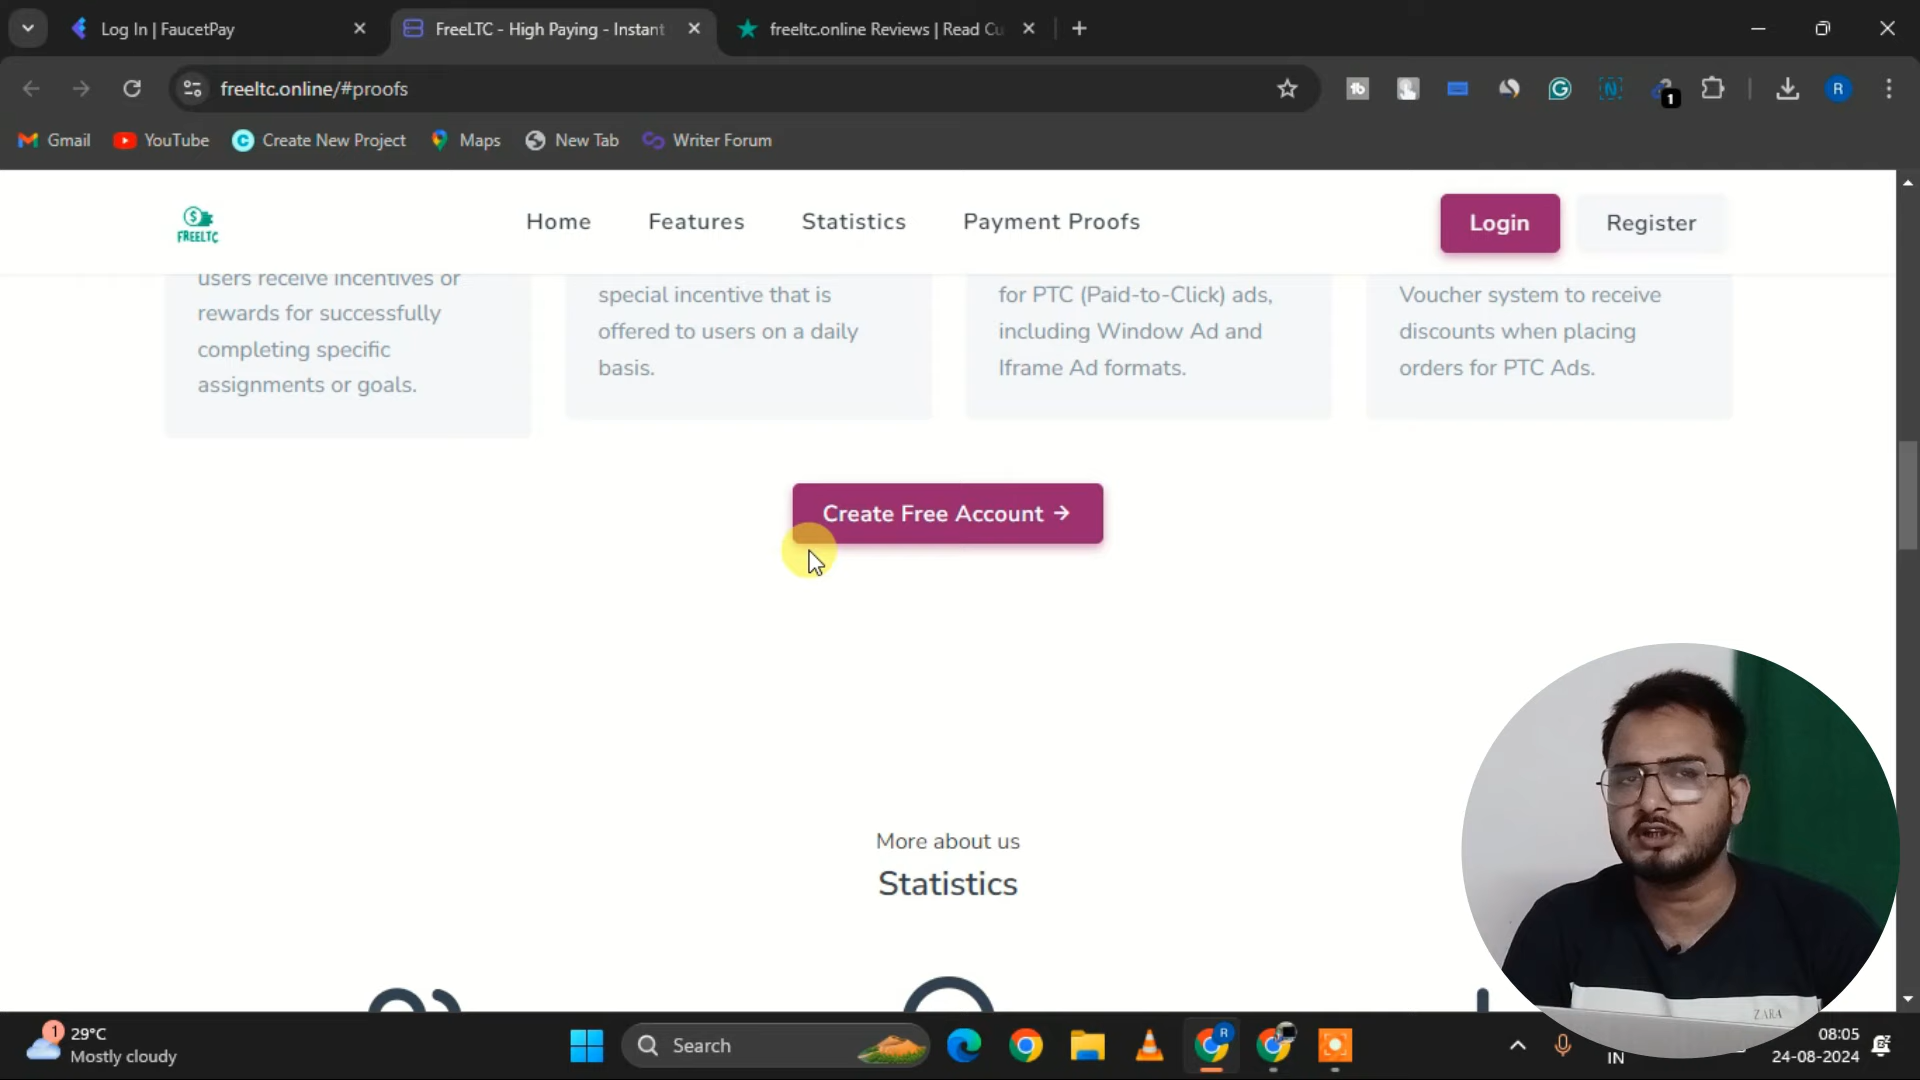 Log In | FaucetPay
FreeLTC - High Paying - Instant
freeltc.online Reviews | Read Cu
freeltc.online/#proofs
1
R
Gmail
YouTube
Create New Project
Maps
New Tab
Writer Forum
FREELTC
Home
Features
Statistics
Payment Proofs
Login
Register
users receive incentives or
rewards for successfully
completing specific
assignments or goals.
special incentive that is
offered to users on a daily
basis.
for PTC (Paid-to-Click) ads,
including Window Ad and
Iframe Ad formats.
Voucher system to receive
discounts when placing
orders for PTC Ads.
Create Free Account →
More about us
Statistics
ZARA
1
29°C
Mostly cloudy
Search
R
IN
08:05
24-08-2024